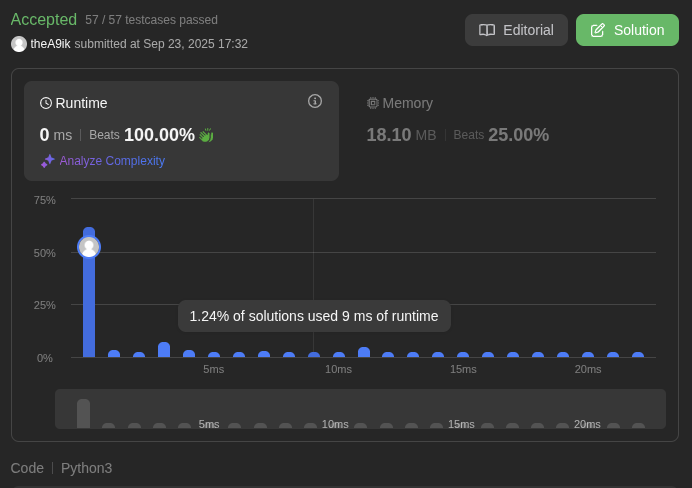 Accepted 57 / 57 testcases passed
theA9ik submitted at Sep 23, 2025 17:32
Editorial
Solution
Runtime
0 ms Beats 100.00%
Analyze Complexity
Memory
18.10 MB Beats 25.00%
75%
50%
25%
0%
1.24% of solutions used 9 ms of runtime
5ms 10ms 15ms 20ms
5ms 10ms 15ms 20ms
Code Python3